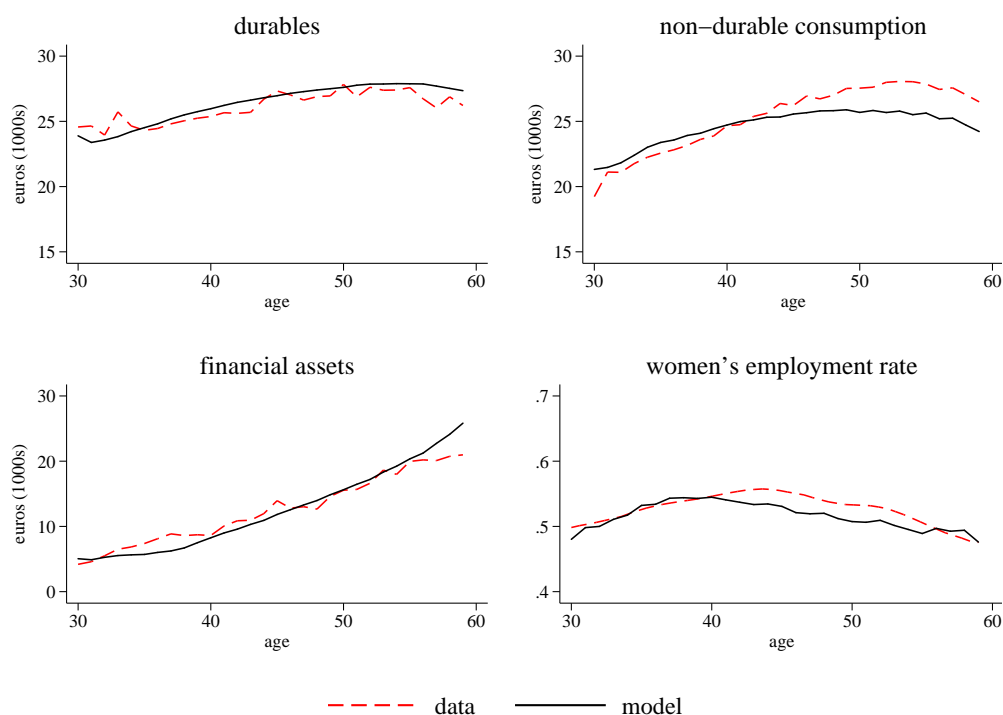 durables
30
25
20
15
euros (1000s)
30 40 50 60
age
non−durable consumption
30
25
20
15
euros (1000s)
30 40 50 60
age
financial assets
30
20
10
0
euros (1000s)
30 40 50 60
age
women's employment rate
.7
.6
.5
.4
30 40 50 60
age
data model